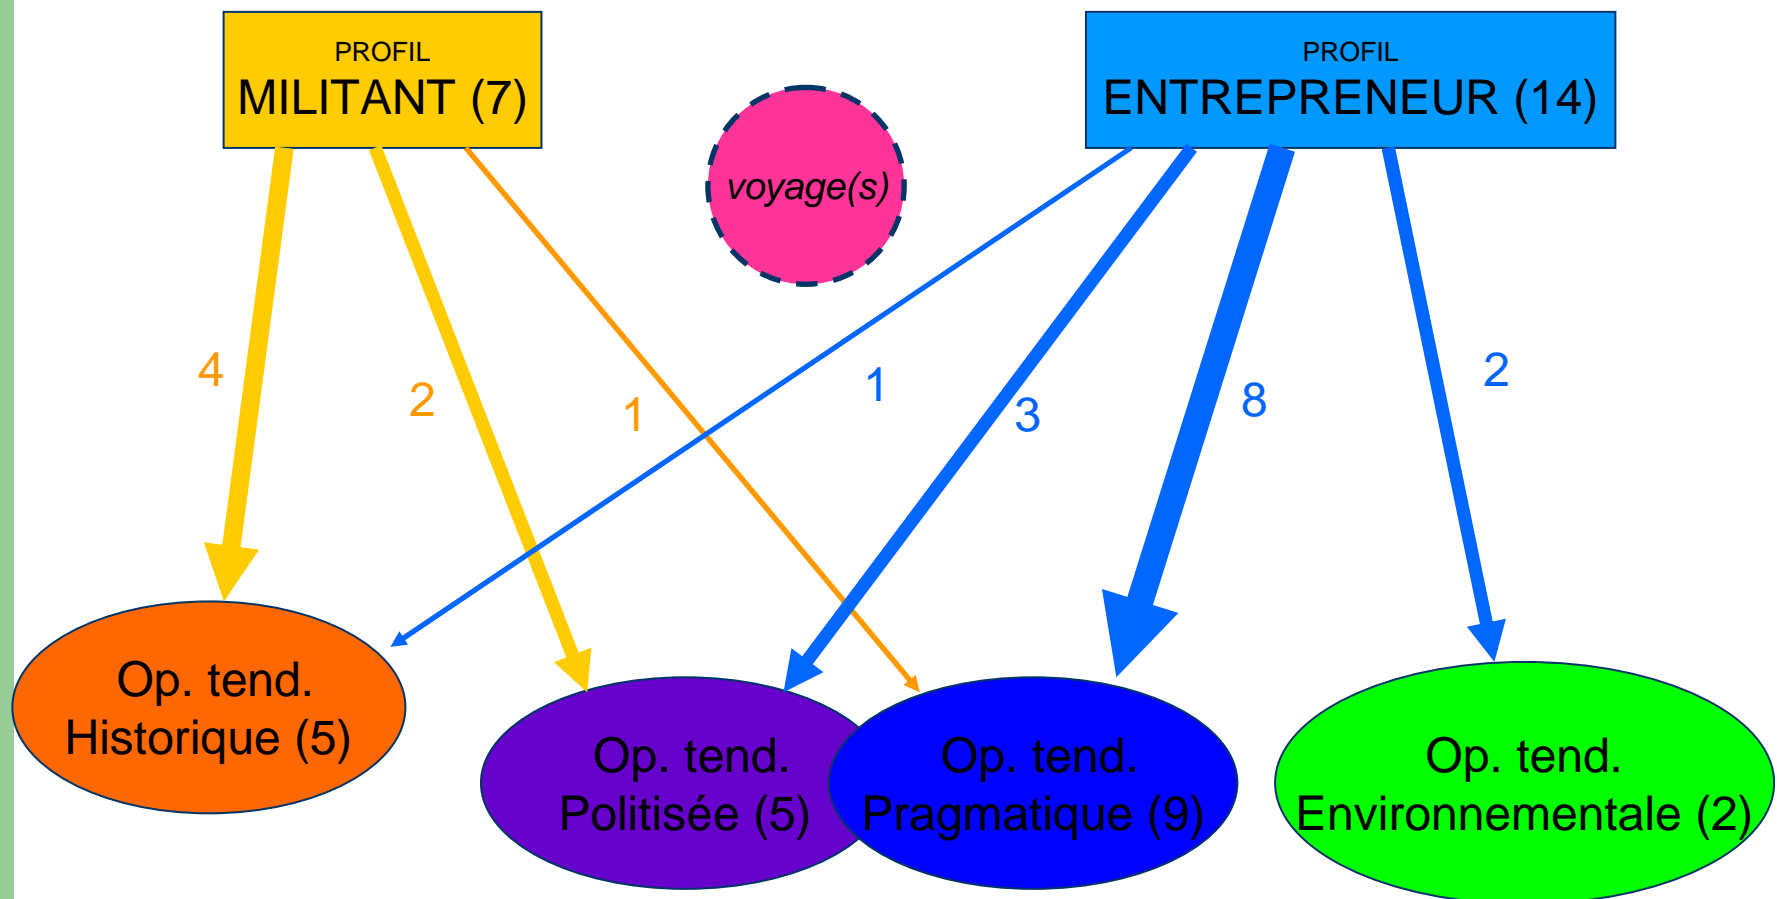 PROFIL
MILITANT (7)
PROFIL
ENTREPRENEUR (14)
voyage(s)
4
2
1
1
3
8
2
Op. tend.
Historique (5)
Op. tend.
Politisée (5)
Op. tend.
Pragmatique (9)
Op. tend.
Environnementale (2)